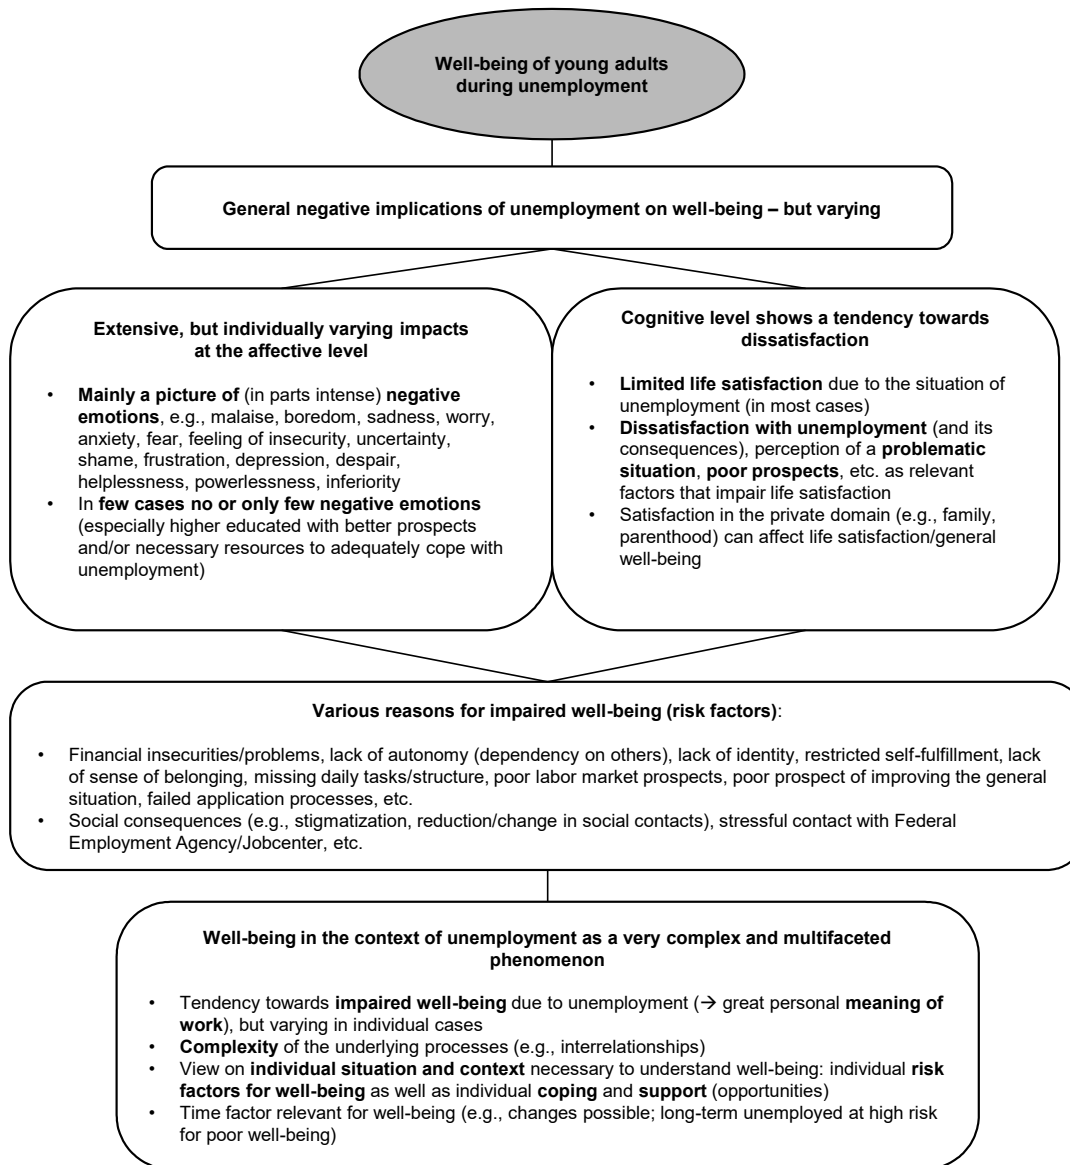 Well-being of young adults
during unemployment
General negative implications of unemployment on well-being – but varying
Extensive, but individually varying impacts
at the affective level
• Mainly a picture of (in parts intense) negative
emotions, e.g., malaise, boredom, sadness, worry,
anxiety, fear, feeling of insecurity, uncertainty,
shame, frustration, depression, despair,
helplessness, powerlessness, inferiority
• In few cases no or only few negative emotions
(especially higher educated with better prospects
and/or necessary resources to adequately cope with
unemployment)
Cognitive level shows a tendency towards
dissatisfaction
• Limited life satisfaction due to the situation of
unemployment (in most cases)
• Dissatisfaction with unemployment (and its
consequences), perception of a problematic
situation, poor prospects, etc. as relevant
factors that impair life satisfaction
• Satisfaction in the private domain (e.g., family,
parenthood) can affect life satisfaction/general
well-being
Various reasons for impaired well-being (risk factors):
• Financial insecurities/problems, lack of autonomy (dependency on others), lack of identity, restricted self-fulfillment, lack
of sense of belonging, missing daily tasks/structure, poor labor market prospects, poor prospect of improving the general
situation, failed application processes, etc.
• Social consequences (e.g., stigmatization, reduction/change in social contacts), stressful contact with Federal
Employment Agency/Jobcenter, etc.
Well-being in the context of unemployment as a very complex and multifaceted
phenomenon
• Tendency towards impaired well-being due to unemployment (→ great personal meaning of
work), but varying in individual cases
• Complexity of the underlying processes (e.g., interrelationships)
• View on individual situation and context necessary to understand well-being: individual risk
factors for well-being as well as individual coping and support (opportunities)
• Time factor relevant for well-being (e.g., changes possible; long-term unemployed at high risk
for poor well-being)